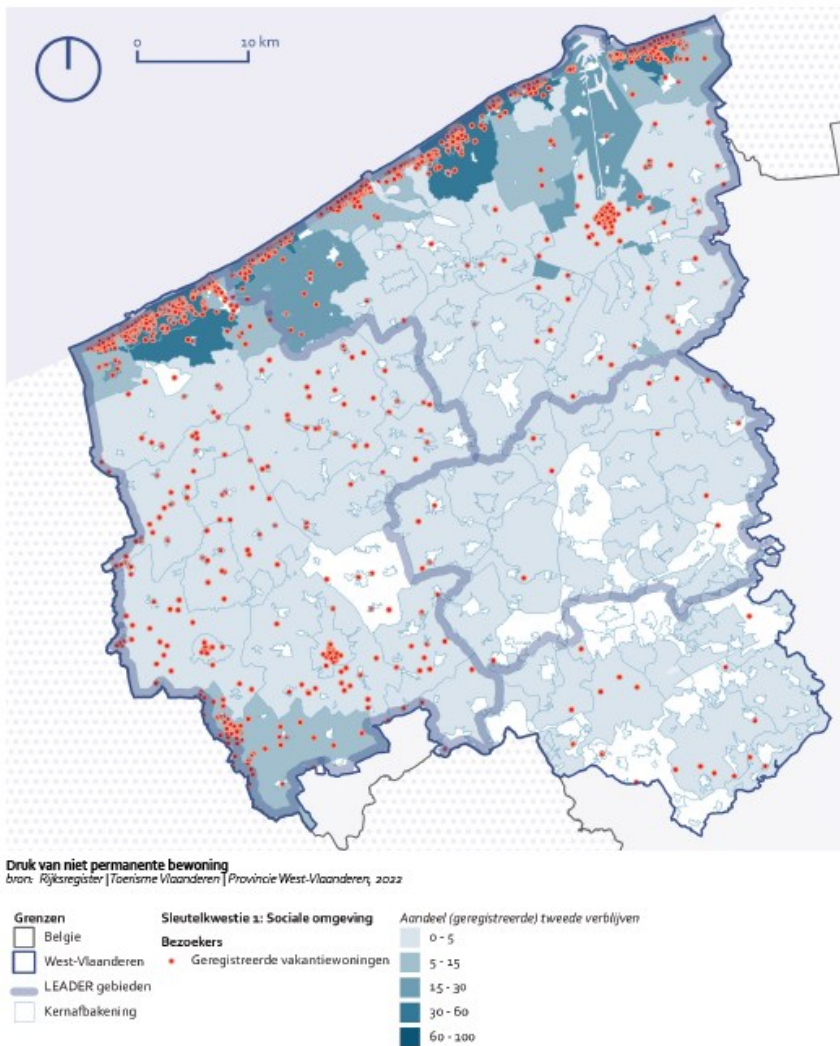 0 10 km
Druk van niet permanente bewoning
bron: Rijksregister | Toerisme Vlaanderen | Provincie West-Vlaanderen, 2022
Grenzen
Belgie
West-Vlaanderen
LEADER gebieden
Kernafbakening
Sleutelkwestie 1: Sociale omgeving
Bezoekers
Geregistreerde vakantiewoningen
Aandeel (geregistreerde) tweede verblijven
0 - 5
5 - 15
15 - 30
30 - 60
60 - 100